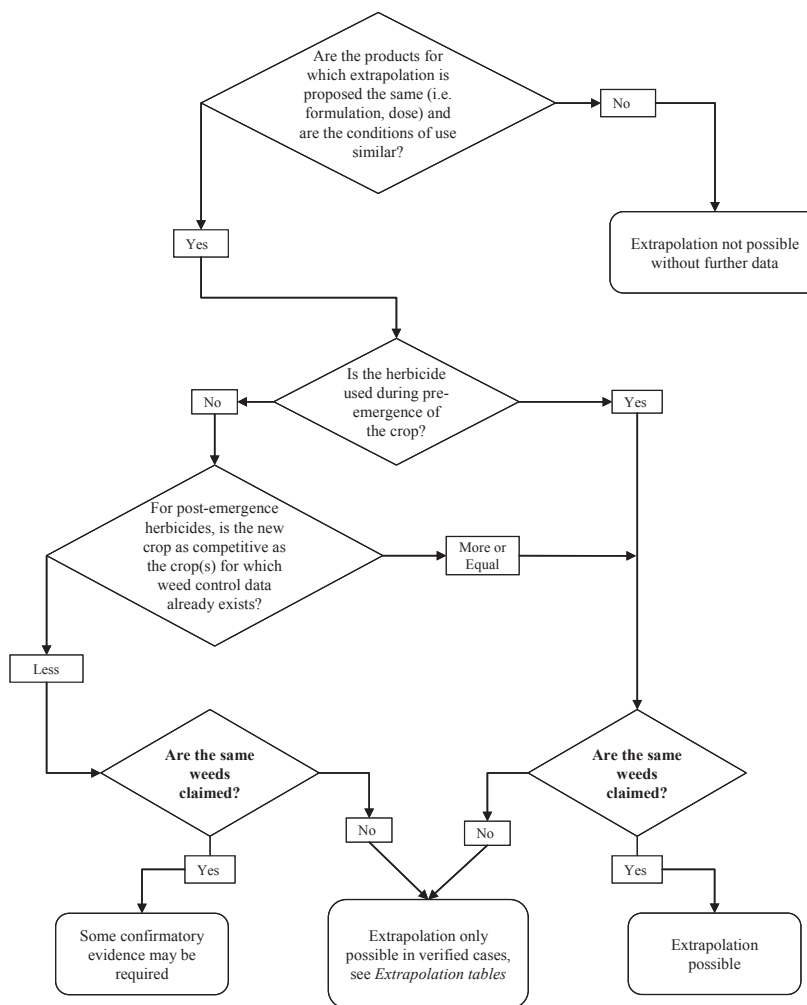 Are the products for
which extrapolation is
proposed the same (i.e.
formulation, dose) and
are the conditions of use
similar?
No
Yes
Extrapolation not possible
without further data
Is the herbicide
used during pre-
emergence of
the crop?
No
Yes
For post-emergence
herbicides, is the new
crop as competitive as
the crop(s) for which
weed control data
already exists?
More or
Equal
Less
Are the same
weeds
claimed?
Are the same
weeds
claimed?
No
No
Yes
Yes
Some confirmatory
evidence may be
required
Extrapolation only
possible in verified cases,
see Extrapolation tables
Extrapolation
possible